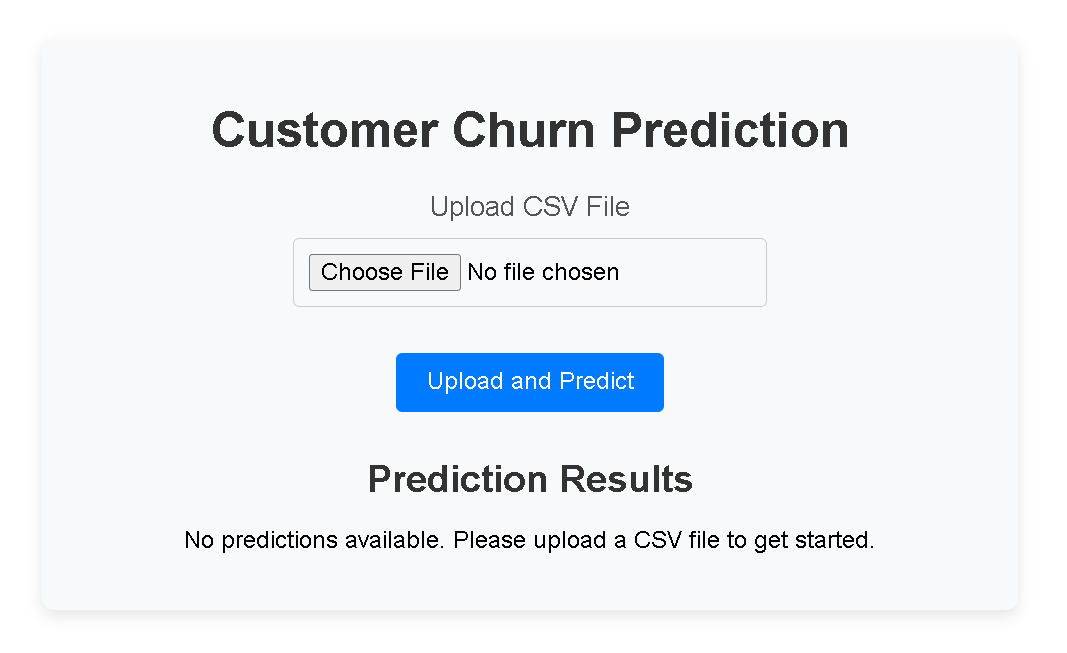 Customer Churn Prediction
Upload CSV File
Choose File No file chosen
Upload and Predict
Prediction Results
No predictions available. Please upload a CSV file to get started.